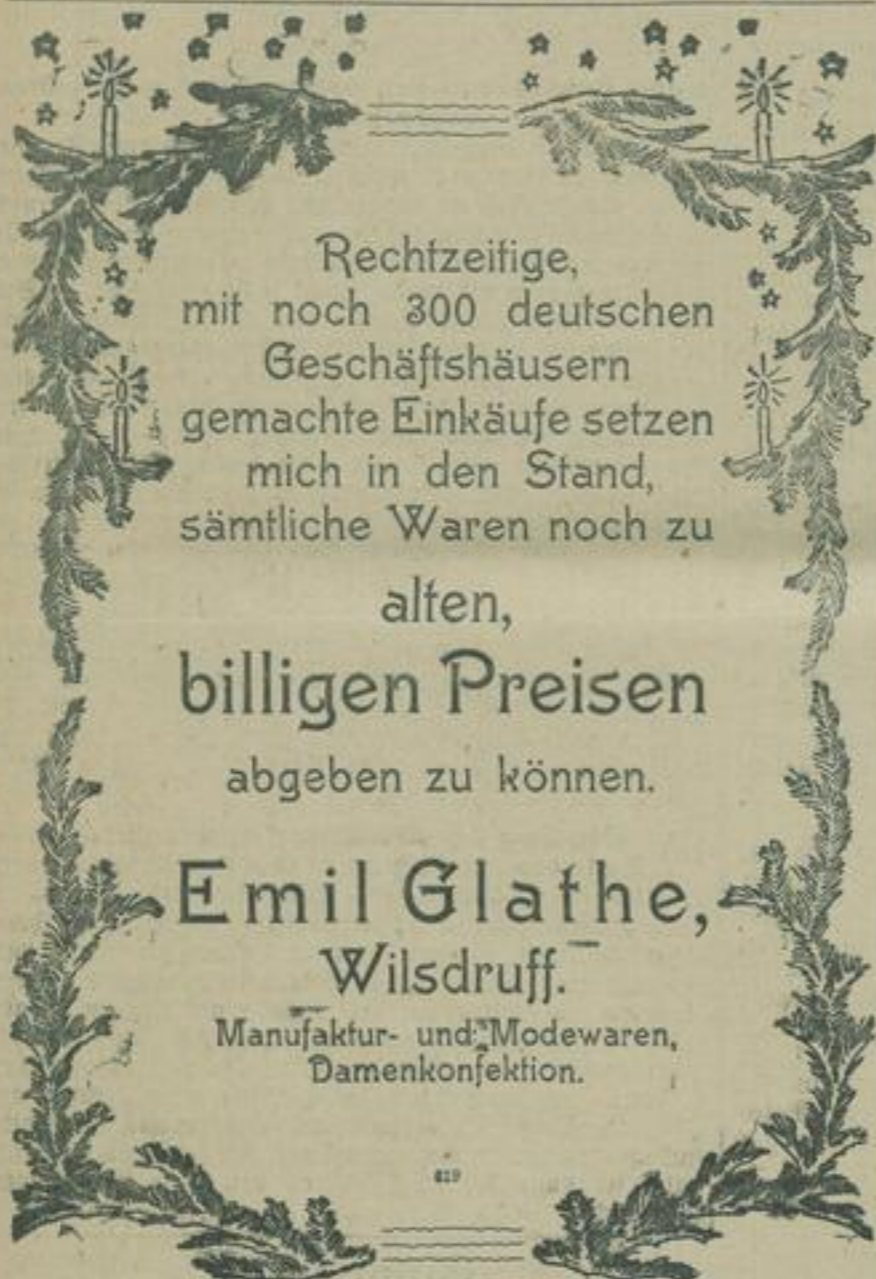 Rechtzeitige,
mit noch 300 deutschen
Geschäftshäusern
gemachte Einkäufe setzen
mich in den Stand,
sämtliche Waren noch zu
alten,
billigen Preisen
abgeben zu können.
Emil Glathe,
Wilsdruff.
Manufaktur- und Modewaren,
Damenkonfektion.
619